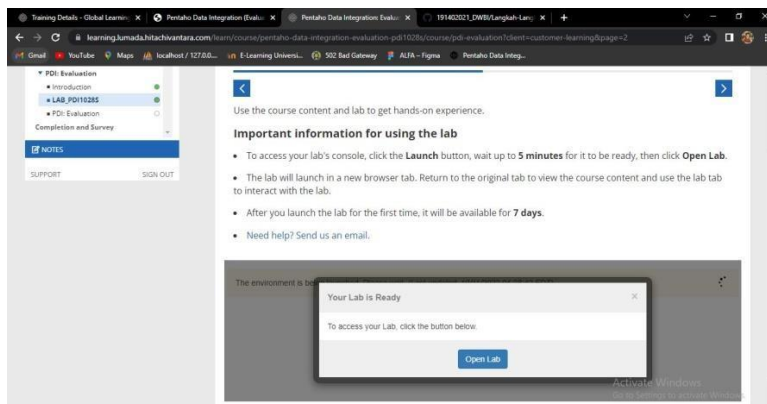 Training Details - Global Learning
Pentaho Data Integration (Evalua
Pentaho Data Integration: Evalua
191402021_DWBI/Langkah-Lang
learning.lumada.hitachivantara.com/learn/course/pentaho-data-integration-evaluation-pdi1028s/course/pdi-evaluation?client=customer-learning&page=2
Gmail YouTube Maps localhost / 127.0.0.... E-Learning Universi... 502 Bad Gateway ALFA – Figma Pentaho Data Integ...
PDI: Evaluation
Introduction
LAB_PDI1028S
PDI: Evaluation
Completion and Survey
NOTES
SUPPORT SIGN OUT
Use the course content and lab to get hands-on experience.
Important information for using the lab
• To access your lab's console, click the Launch button, wait up to 5 minutes for it to be ready, then click Open Lab.
• The lab will launch in a new browser tab. Return to the original tab to view the course content and use the lab tab
to interact with the lab.
• After you launch the lab for the first time, it will be available for 7 days.
• Need help? Send us an email.
The environment is
Your Lab is Ready
To access your Lab, click the button below.
Open Lab
Activate Windows
Go to Settings to activate Windows.